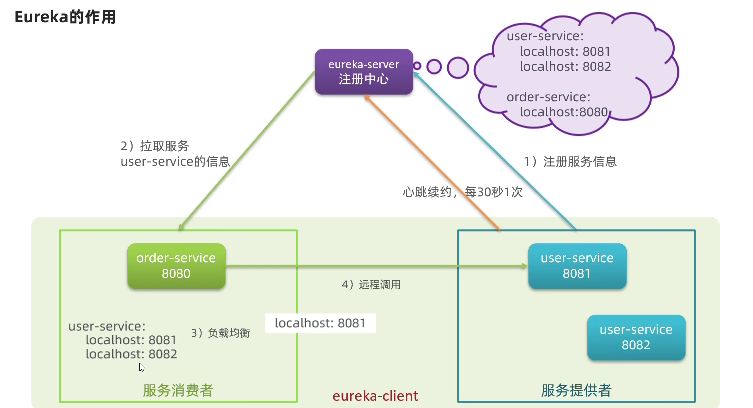 Eureka的作用
eureka-server
注册中心
user-service:
localhost: 8081
localhost: 8082
order-service:
localhost:8080
2）拉取服务
user-service的信息
1）注册服务信息
心跳续约，每30秒1次
order-service
8080
user-service
8081
4）远程调用
user-service:
localhost: 8081
localhost: 8082
3）负载均衡
localhost: 8081
user-service
8082
服务消费者
eureka-client
服务提供者